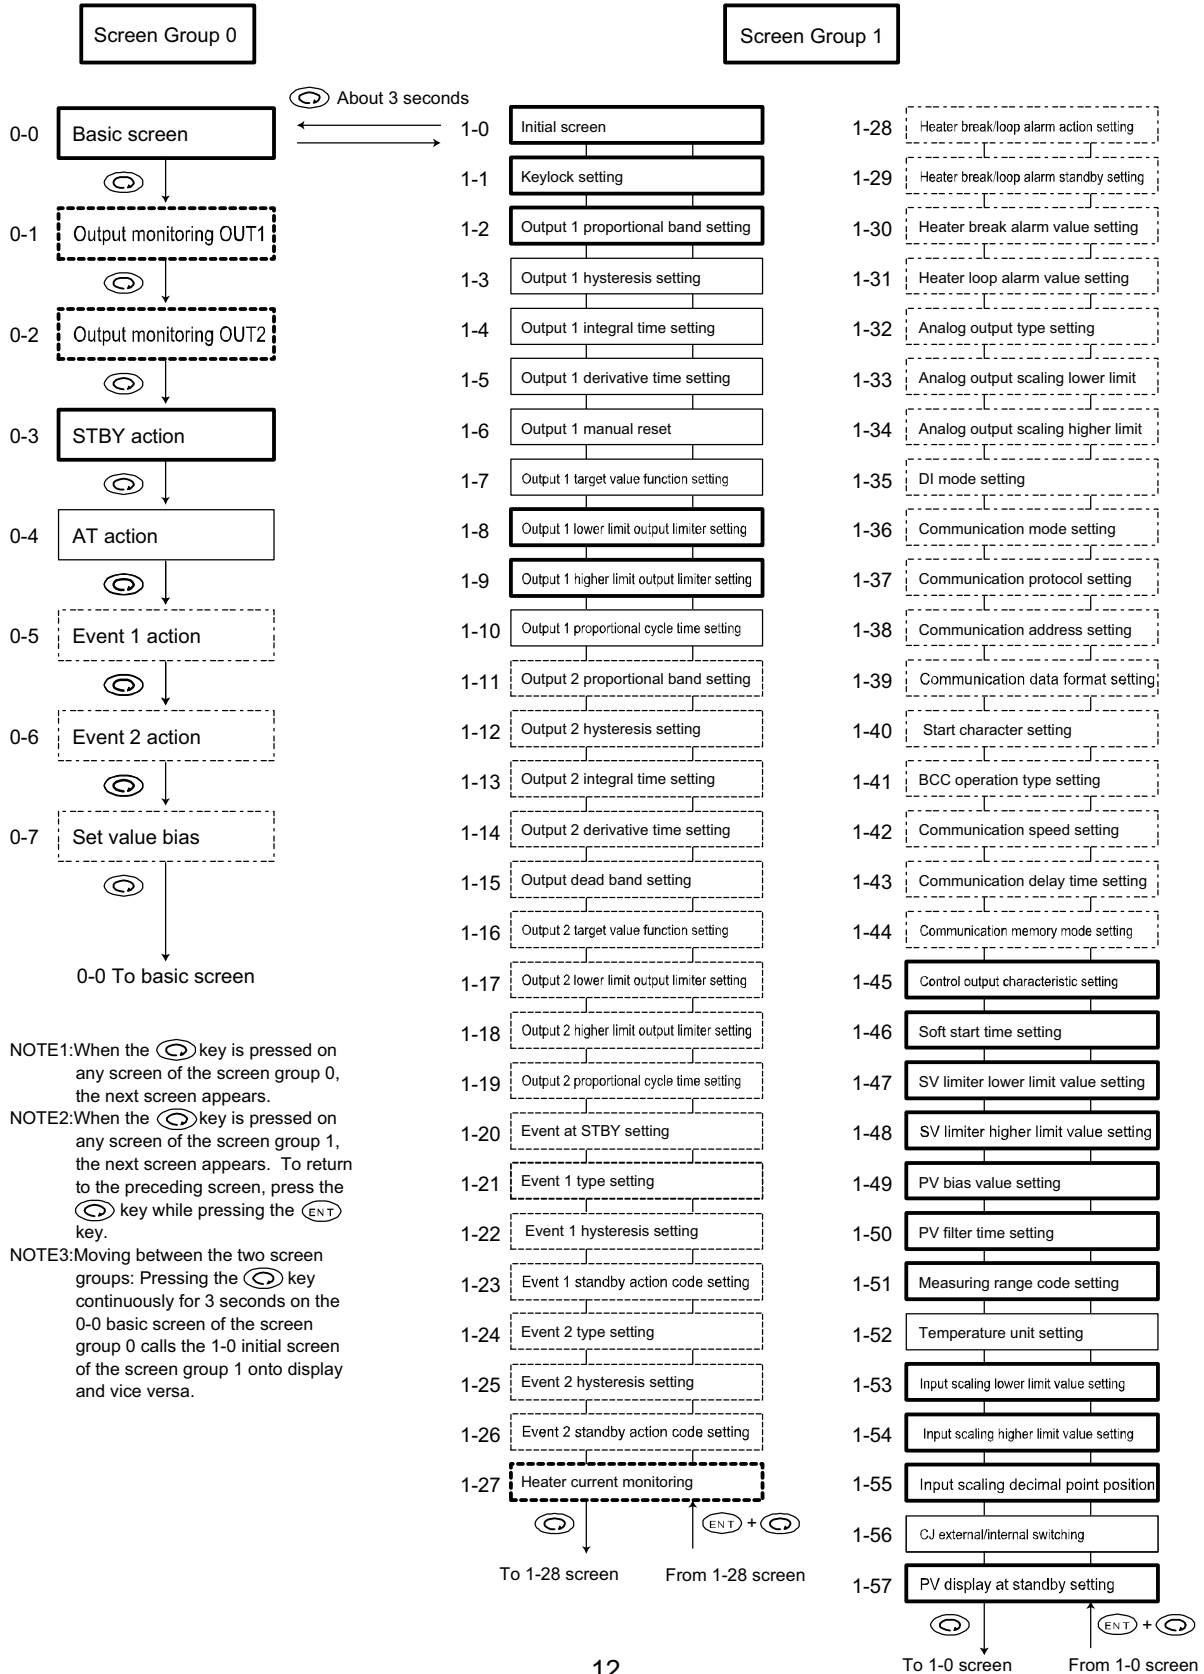 Screen Group 0
Screen Group 1
About 3 seconds
0-0 Basic screen
0-1 Output monitoring OUT1
0-2 Output monitoring OUT2
0-3 STBY action
0-4 AT action
0-5 Event 1 action
0-6 Event 2 action
0-7 Set value bias
0-0 To basic screen
NOTE1:When the key is pressed on
any screen of the screen group 0,
the next screen appears.
NOTE2:When the key is pressed on
any screen of the screen group 1,
the next screen appears. To return
to the preceding screen, press the
key while pressing the ENT
key.
NOTE3:Moving between the two screen
groups: Pressing the key
continuously for 3 seconds on the
0-0 basic screen of the screen
group 0 calls the 1-0 initial screen
of the screen group 1 onto display
and vice versa.
1-0 Initial screen
1-1 Keylock setting
1-2 Output 1 proportional band setting
1-3 Output 1 hysteresis setting
1-4 Output 1 integral time setting
1-5 Output 1 derivative time setting
1-6 Output 1 manual reset
1-7 Output 1 target value function setting
1-8 Output 1 lower limit output limiter setting
1-9 Output 1 higher limit output limiter setting
1-10 Output 1 proportional cycle time setting
1-11 Output 2 proportional band setting
1-12 Output 2 hysteresis setting
1-13 Output 2 integral time setting
1-14 Output 2 derivative time setting
1-15 Output dead band setting
1-16 Output 2 target value function setting
1-17 Output 2 lower limit output limiter setting
1-18 Output 2 higher limit output limiter setting
1-19 Output 2 proportional cycle time setting
1-20 Event at STBY setting
1-21 Event 1 type setting
1-22 Event 1 hysteresis setting
1-23 Event 1 standby action code setting
1-24 Event 2 type setting
1-25 Event 2 hysteresis setting
1-26 Event 2 standby action code setting
1-27 Heater current monitoring
ENT +
To 1-28 screen
From 1-28 screen
1-28 Heater break/loop alarm action setting
1-29 Heater break/loop alarm standby setting
1-30 Heater break alarm value setting
1-31 Heater loop alarm value setting
1-32 Analog output type setting
1-33 Analog output scaling lower limit
1-34 Analog output scaling higher limit
1-35 DI mode setting
1-36 Communication mode setting
1-37 Communication protocol setting
1-38 Communication address setting
1-39 Communication data format setting
1-40 Start character setting
1-41 BCC operation type setting
1-42 Communication speed setting
1-43 Communication delay time setting
1-44 Communication memory mode setting
1-45 Control output characteristic setting
1-46 Soft start time setting
1-47 SV limiter lower limit value setting
1-48 SV limiter higher limit value setting
1-49 PV bias value setting
1-50 PV filter time setting
1-51 Measuring range code setting
1-52 Temperature unit setting
1-53 Input scaling lower limit value setting
1-54 Input scaling higher limit value setting
1-55 Input scaling decimal point position
1-56 CJ external/internal switching
1-57 PV display at standby setting
ENT +
To 1-0 screen
From 1-0 screen
12